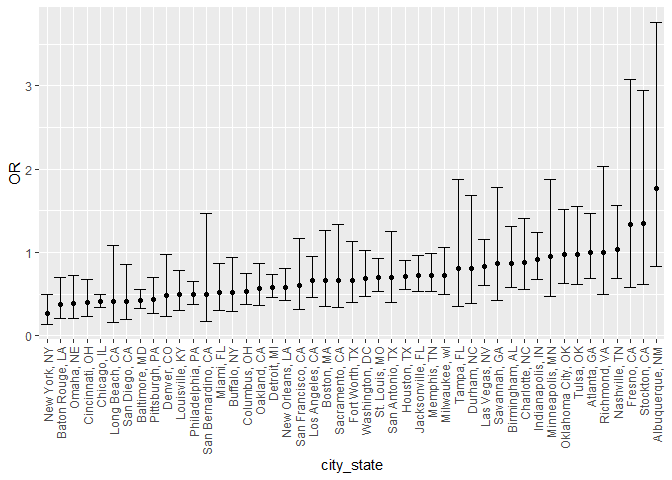 3
2
1
0
OR
New York, NY
Baton Rouge, LA
Omaha, NE
Cincinnati, OH
Chicago, IL
Long Beach, CA
San Diego, CA
Baltimore, MD
Pittsburgh, PA
Denver, CO
Louisville, KY
Philadelphia, PA
San Bernardino, CA
Miami, FL
Buffalo, NY
Columbus, OH
Oakland, CA
Detroit, MI
New Orleans, LA
San Francisco, CA
Los Angeles, CA
Boston, MA
Sacramento, CA
Fort Worth, TX
Washington, DC
St. Louis, MO
San Antonio, TX
Houston, TX
Jacksonville, FL
Memphis, TN
Milwaukee, wI
Tampa, FL
Durham, NC
Las Vegas, NV
Savannah, GA
Birmingham, AL
Charlotte, NC
Indianapolis, IN
Minneapolis, MN
Oklahoma City, OK
Tulsa, OK
Atlanta, GA
Richmond, VA
Nashville, TN
Fresno, CA
Stockton, CA
Albuquerque, NM
city_state